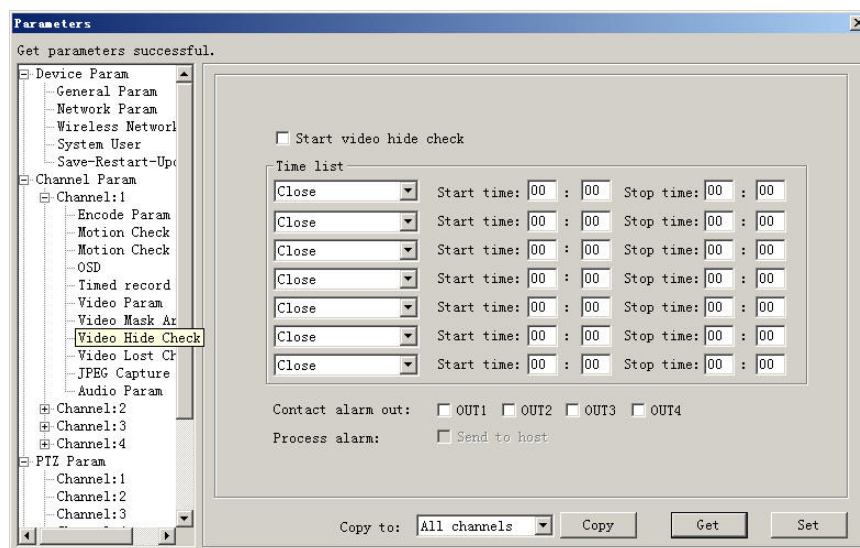 Parameters
Get parameters successful.
Device Param
General Param
Network Param
Wireless Networl
System User
Save-Restart-Upd
Channel Param
Channel:1
Encode Param
Motion Check
Motion Check
OSD
Timed record
Video Param
Video Mask Ar
Video Hide Check
Video Lost Ch
JPEG Capture
Audio Param
Channel:2
Channel:3
Channel:4
PTZ Param
Channel:1
Channel:2
Channel:3
Start video hide check
Time list
Close Start time: 00 : 00 Stop time: 00 : 00
Close Start time: 00 : 00 Stop time: 00 : 00
Close Start time: 00 : 00 Stop time: 00 : 00
Close Start time: 00 : 00 Stop time: 00 : 00
Close Start time: 00 : 00 Stop time: 00 : 00
Close Start time: 00 : 00 Stop time: 00 : 00
Close Start time: 00 : 00 Stop time: 00 : 00
Contact alarm out: OUT1 OUT2 OUT3 OUT4
Process alarm: Send to host
Copy to: All channels Copy Get Set